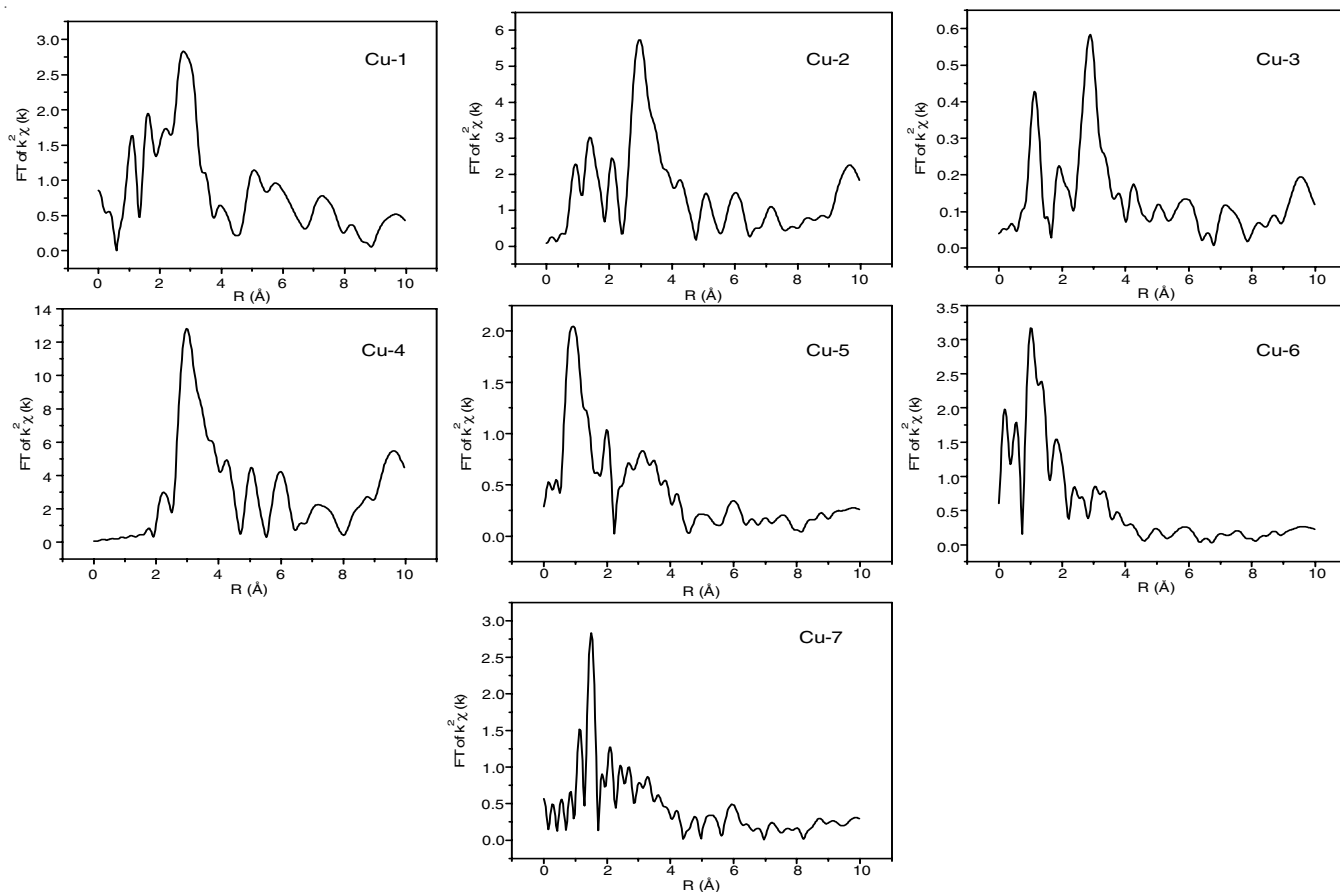 Cu-1
FT of k²χ (k)
3.0
2.5
2.0
1.5
1.0
0.5
0.0
0 2 4 6 8 10
R (Å)
Cu-2
FT of k²χ (k)
6
5
4
3
2
1
0
0 2 4 6 8 10
R (Å)
Cu-3
FT of k²χ (k)
0.6
0.5
0.4
0.3
0.2
0.1
0.0
0 2 4 6 8 10
R (Å)
Cu-4
FT of k²χ (k)
14
12
10
8
6
4
2
0
0 2 4 6 8 10
R (Å)
Cu-5
FT of k²χ (k)
2.0
1.5
1.0
0.5
0.0
0 2 4 6 8 10
R (Å)
Cu-6
FT of k²χ (k)
3.5
3.0
2.5
2.0
1.5
1.0
0.5
0.0
0 2 4 6 8 10
R (Å)
Cu-7
FT of k²χ (k)
3.0
2.5
2.0
1.5
1.0
0.5
0.0
0 2 4 6 8 10
R (Å)